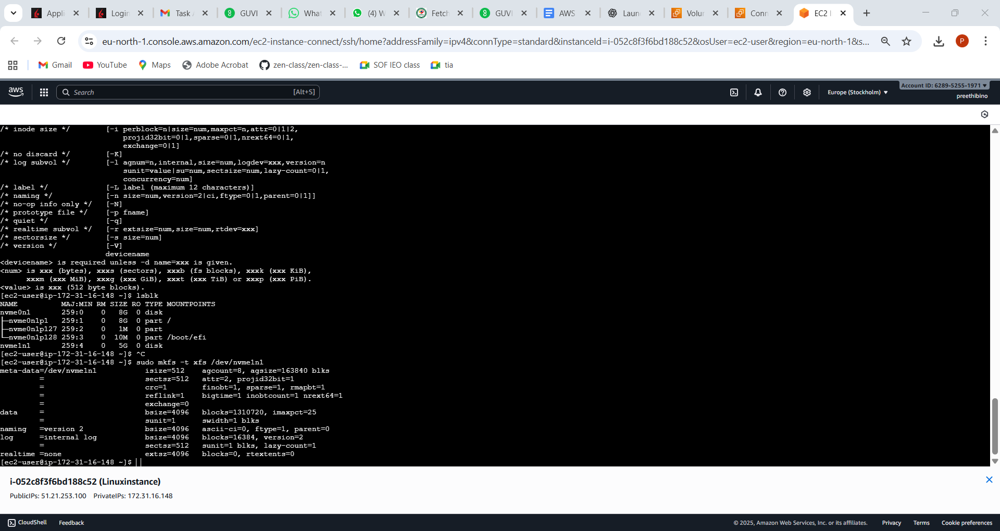 Appli
Login
Task A
GUVI
What
(4) W
Fetch
GUVI
AWS
Laun
Volur
Conn
EC2 I
eu-north-1.console.aws.amazon.com/ec2-instance-connect/ssh/home?addressFamily=ipv4&connType=standard&instanceId=i-052c8f3f6bd188c52&osUser=ec2-user&region=eu-north-1&s...
P
Gmail
YouTube
Maps
Adobe Acrobat
zen-class/zen-class-...
SOF IEO class
tia
aws
Search
[Alt+S]
Europe (Stockholm) ▼
Account ID: 6289-5255-1971 ▼
preethibino
/* inode size */ [-i perblock=n|size=num,maxpct=n,attr=0|1|2,
projid32bit=0|1,sparse=0|1,nrext64=0|1,
exchange=0|1]
/* no discard */ [-K]
/* log subvol */ [-l agnum=n,internal,size=num,logdev=xxx,version=n
sunit=value|su=num,sectsize=num,lazy-count=0|1,
concurrency=num]
/* label */ [-L label (maximum 12 characters)]
/* naming */ [-n size=num,version=2|ci,ftype=0|1,parent=0|1]]
/* no-op info only */ [-N]
/* prototype file */ [-p fname]
/* quiet */ [-q]
/* realtime subvol */ [-r extsize=num,size=num,rtdev=xxx]
/* sectorsize */ [-s size=num]
/* version */ [-V]
devicename
<devicename> is required unless -d name=xxx is given.
<num> is xxx (bytes), xxxs (sectors), xxxb (fs blocks), xxxk (xxx KiB),
xxxm (xxx MiB), xxxg (xxx GiB), xxxt (xxx TiB) or xxxp (xxx PiB).
<value> is xxx (512 byte blocks).
[ec2-user@ip-172-31-16-148 ~]$ lsblk
NAME MAJ:MIN RM SIZE RO TYPE MOUNTPOINTS
nvme0n1 259:0 0 8G 0 disk
├─nvme0n1p1 259:1 0 8G 0 part /
├─nvme0n1p127 259:2 0 1M 0 part
└─nvme0n1p128 259:3 0 10M 0 part /boot/efi
nvme1n1 259:4 0 5G 0 disk
[ec2-user@ip-172-31-16-148 ~]$ ^C
[ec2-user@ip-172-31-16-148 ~]$ sudo mkfs -t xfs /dev/nvme1n1
meta-data=/dev/nvme1n1 isize=512 agcount=8, agsize=163840 blks
= sectsz=512 attr=2, projid32bit=1
= crc=1 finobt=1, sparse=1, rmapbt=1
= reflink=1 bigtime=1 inobtcount=1 nrext64=1
= exchange=0
data = bsize=4096 blocks=1310720, imaxpct=25
= sunit=1 swidth=1 blks
naming =version 2 bsize=4096 ascii-ci=0, ftype=1, parent=0
log =internal log bsize=4096 blocks=16384, version=2
= sectsz=512 sunit=1 blks, lazy-count=1
realtime =none extsz=4096 blocks=0, rtextents=0
[ec2-user@ip-172-31-16-148 ~]$
i-052c8f3f6bd188c52 (Linuxinstance)
PublicIPs: 51.21.253.100 PrivateIPs: 172.31.16.148
CloudShell
Feedback
© 2025, Amazon Web Services, Inc. or its affiliates.
Privacy
Terms
Cookie preferences